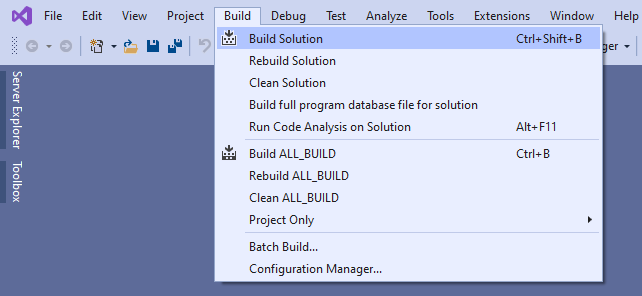 File Edit View Project Build Debug Test Analyze Tools Extensions Window Help
Build Solution Ctrl+Shift+B
Rebuild Solution
Clean Solution
Build full program database file for solution
Run Code Analysis on Solution Alt+F11
Build ALL_BUILD Ctrl+B
Rebuild ALL_BUILD
Clean ALL_BUILD
Project Only
Batch Build...
Configuration Manager...
ger
Server Explorer
Toolbox